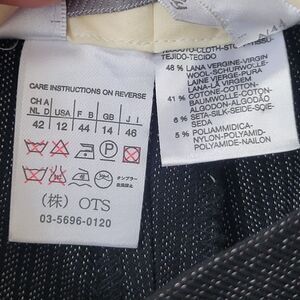 CARE INSTRUCTIONS ON REVERSE
CH A
NL D USA F B GB J I
42 12 44 14 46
(株) OTS
03-5696-0120
TEJIDO-TECIDO
48 % LANA VERGINE-VIRGIN
WOOL-SCHURWOLLE-
LAINE VIERGE-PURA
LANA-LÃ VIRGEM
41 % COTONE-COTTON-
BAUMWOLLE-COTON-
ALGODON-ALGODÃO
6 % SETA-SILK-SEIDE-SOIE-
SEDA
5 % POLIAMMIDICA-
NYLON-POLYAMID-
POLYAMIDE-NAILON